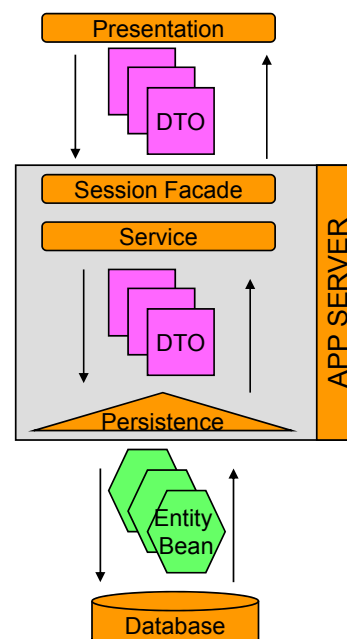 Presentation
DTO
Session Facade
Service
DTO
Persistence
APP SERVER
Entity
Bean
Database